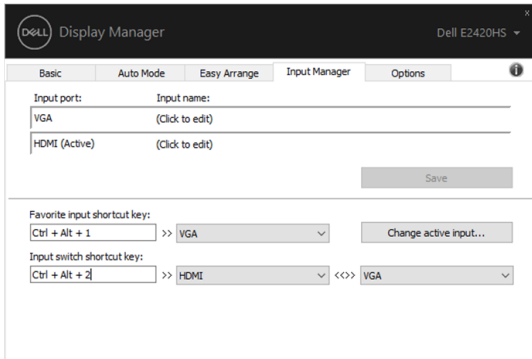 DELL Display Manager Dell E2420HS
Basic Auto Mode Easy Arrange Input Manager Options
Input port: Input name:
VGA (Click to edit)
HDMI (Active) (Click to edit)
Save
Favorite input shortcut key:
Ctrl + Alt + 1 >> VGA Change active input...
Input switch shortcut key:
Ctrl + Alt + 2 >> HDMI <<>> VGA